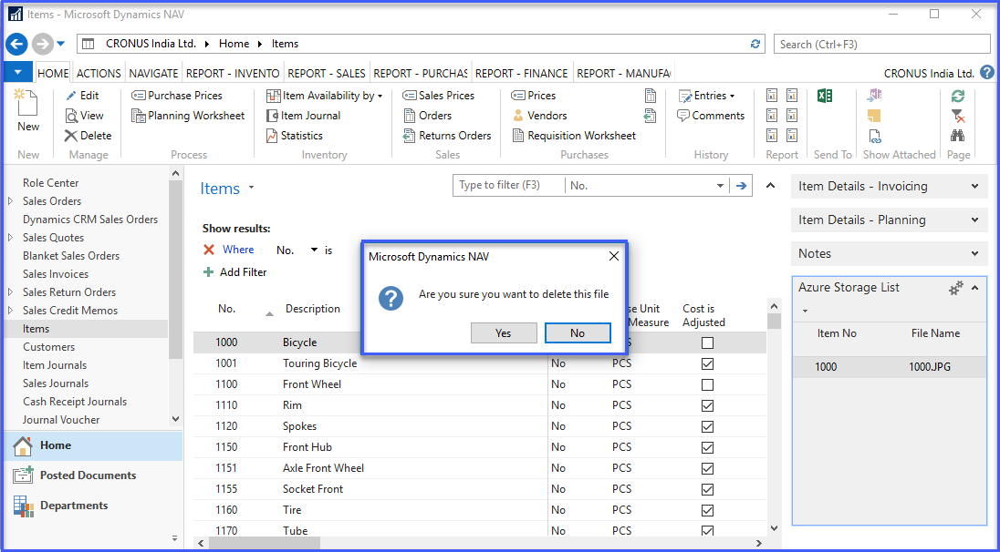 Items - Microsoft Dynamics NAV
CRONUS India Ltd. Home Items
Search (Ctrl+F3)
HOME ACTIONS NAVIGATE REPORT - INVENTO REPORT - SALES REPORT - PURCHAS REPORT - FINANCE REPORT - MANUFA CRONUS India Ltd.
New
New
Edit
View
Delete
Manage
Purchase Prices
Planning Worksheet
Process
Item Availability by
Item Journal
Statistics
Inventory
Sales Prices
Orders
Returns Orders
Sales
Prices
Vendors
Requisition Worksheet
Purchases
Entries
Comments
History
Report
Send To
Show Attached
Page
Role Center
Sales Orders
Dynamics CRM Sales Orders
Sales Quotes
Blanket Sales Orders
Sales Invoices
Sales Return Orders
Sales Credit Memos
Items
Customers
Item Journals
Sales Journals
Cash Receipt Journals
Journal Voucher
Home
Posted Documents
Departments
Items
Type to filter (F3) No.
Show results:
Where No. is
Add Filter
No. Description se Unit Measure Cost is Adjusted
1000 Bicycle S
1001 Touring Bicycle No PCS
1100 Front Wheel No PCS
1110 Rim No PCS
1120 Spokes No PCS
1150 Front Hub No PCS
1151 Axle Front Wheel No PCS
1155 Socket Front No PCS
1160 Tire No PCS
1170 Tube No PCS
Microsoft Dynamics NAV
Are you sure you want to delete this file
Yes No
Item Details - Invoicing
Item Details - Planning
Notes
Azure Storage List
Item No File Name
1000 1000.JPG